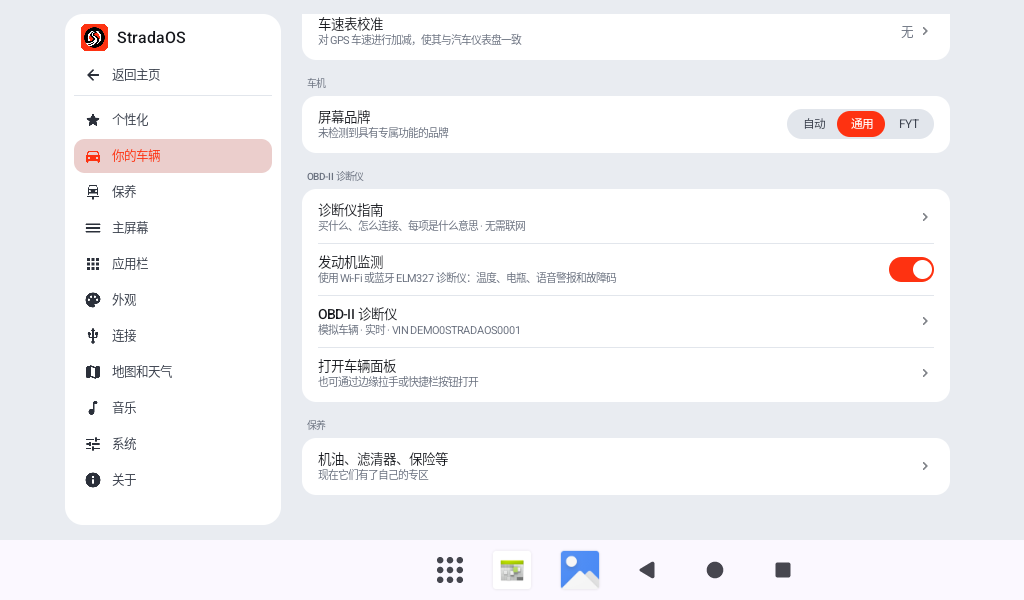 StradaOS
返回主页
个性化
你的车辆
保养
主屏幕
应用栏
外观
连接
地图和天气
音乐
系统
关于
车速表校准
对 GPS 车速进行加减，使其与汽车仪表盘一致
无
车机
屏幕品牌
未检测到具有专属功能的品牌
自动
通用
FYT
OBD-II 诊断仪
诊断仪指南
买什么、怎么连接、每项是什么意思 · 无需联网
发动机监测
使用 Wi-Fi 或蓝牙 ELM327 诊断仪：温度、电瓶、语音警报和故障码
OBD-II 诊断仪
模拟车辆 · 实时 · VIN DEMO0STRADAOS0001
打开车辆面板
也可通过边缘拉手或快捷栏按钮打开
保养
机油、滤清器、保险等
现在它们有了自己的专区